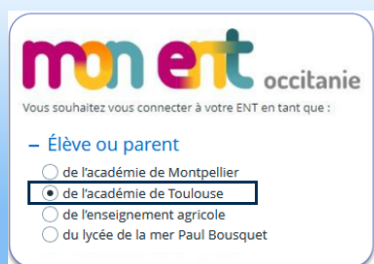 mon ent occitanie
Vous souhaitez vous connecter à votre ENT en tant que :
– Élève ou parent
de l'académie de Montpellier
de l'académie de Toulouse
de l'enseignement agricole
du lycée de la mer Paul Bousquet